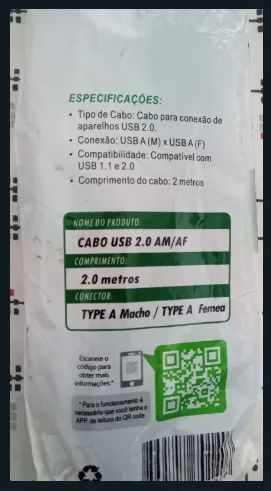 ESPECIFICAÇÕES:
• Tipo de Cabo: Cabo para conexão de
aparelhos USB 2.0.
• Conexão: USB A (M) x USB A (F)
• Compatibilidade: Compatível com
USB 1.1 e 2.0
• Comprimento do cabo: 2 metros
NOME DO PRODUTO:
CABO USB 2.0 AM/AF
COMPRIMENTO:
2.0 metros
CONECTOR:
TYPE A Macho / TYPE A Femea
Escaneie o
código para
obter mais
informações.*
*Para o funcionamento é
necessário que você tenha o
APP. de leitura do QR code.